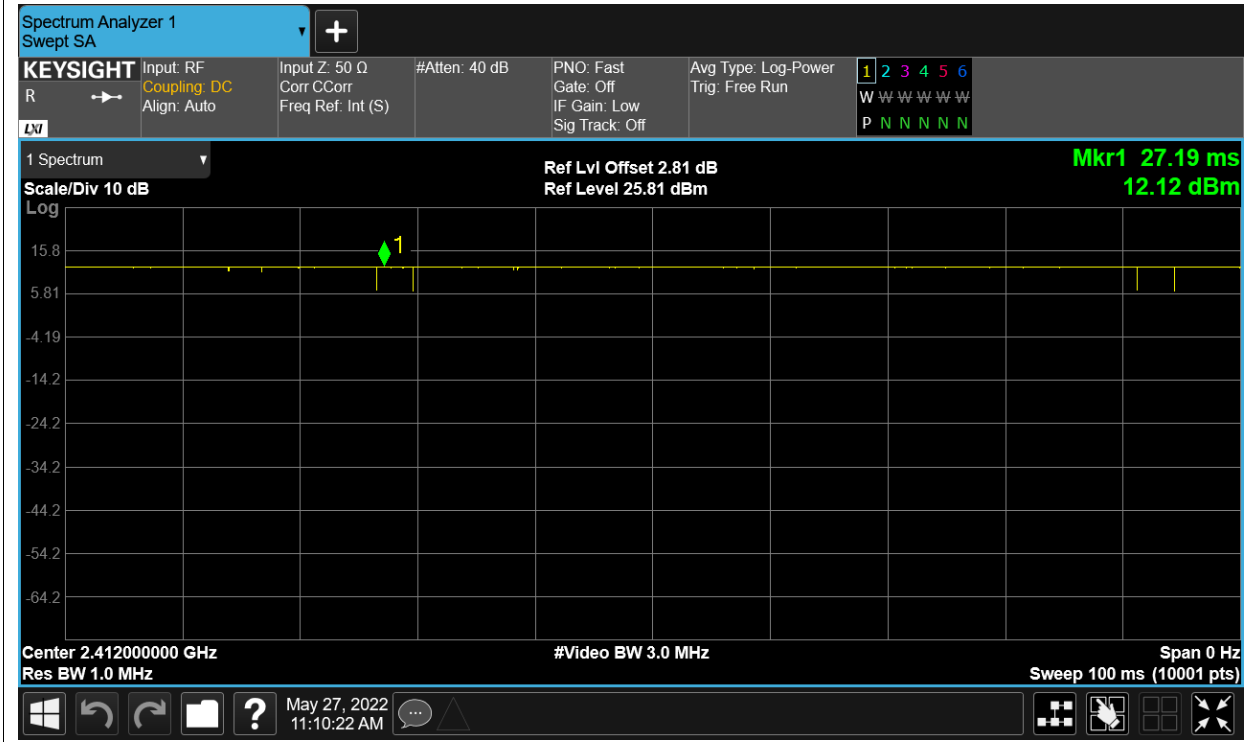 Spectrum Analyzer 1
Swept SA
KEYSIGHT
R
LXI
Input: RF
Coupling: DC
Align: Auto
Input Z: 50 Ω
Corr CCorr
Freq Ref: Int (S)
#Atten: 40 dB
PNO: Fast
Gate: Off
IF Gain: Low
Sig Track: Off
Avg Type: Log-Power
Trig: Free Run
1 2 3 4 5 6
W W W W W W
P N N N N N
1 Spectrum
Scale/Div 10 dB
Log
Ref Lvl Offset 2.81 dB
Ref Level 25.81 dBm
Mkr1 27.19 ms
12.12 dBm
1
15.8
5.81
-4.19
-14.2
-24.2
-34.2
-44.2
-54.2
-64.2
Center 2.412000000 GHz
Res BW 1.0 MHz
#Video BW 3.0 MHz
Span 0 Hz
Sweep 100 ms (10001 pts)
?
May 27, 2022
11:10:22 AM